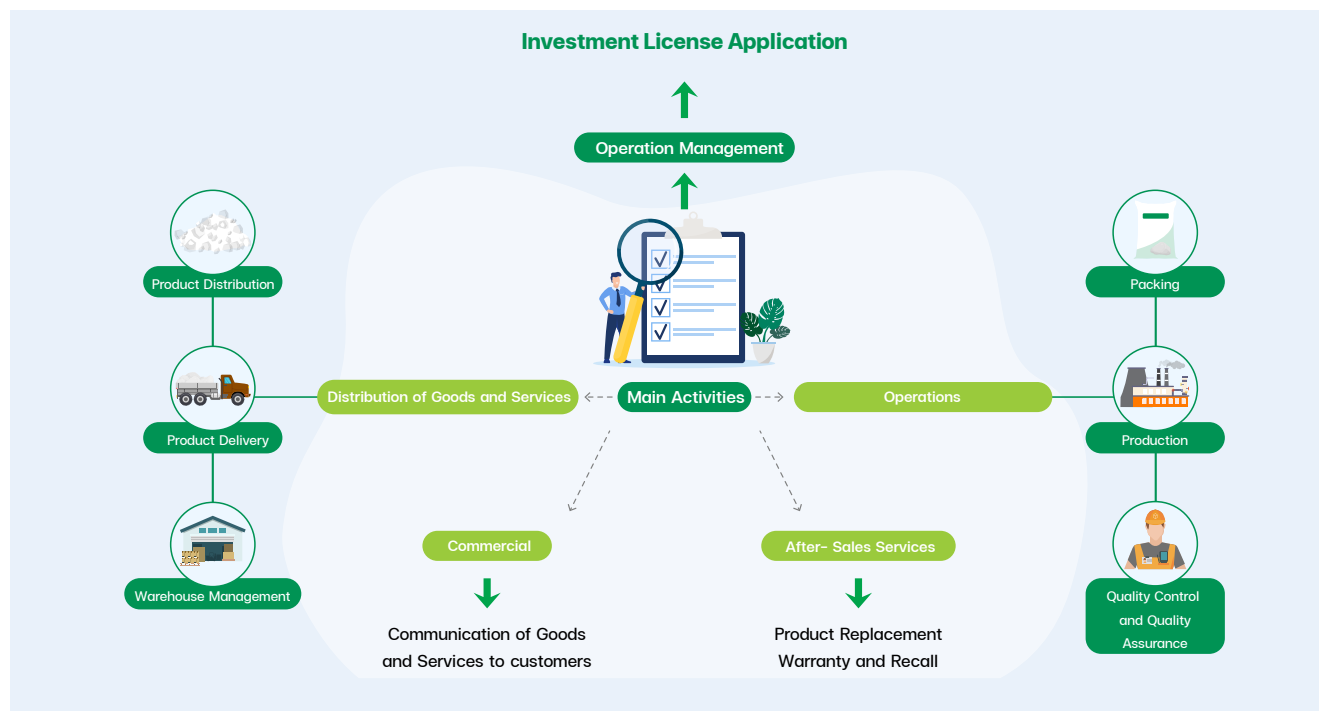 Investment License Application
Operation Management
Product Distribution
Packing
Distribution of Goods and Services
Main Activities
Operations
Product Delivery
Production
Commercial
After- Sales Services
Warehouse Management
Quality Control
and Quality
Assurance
Communication of Goods
and Services to customers
Product Replacement
Warranty and Recall